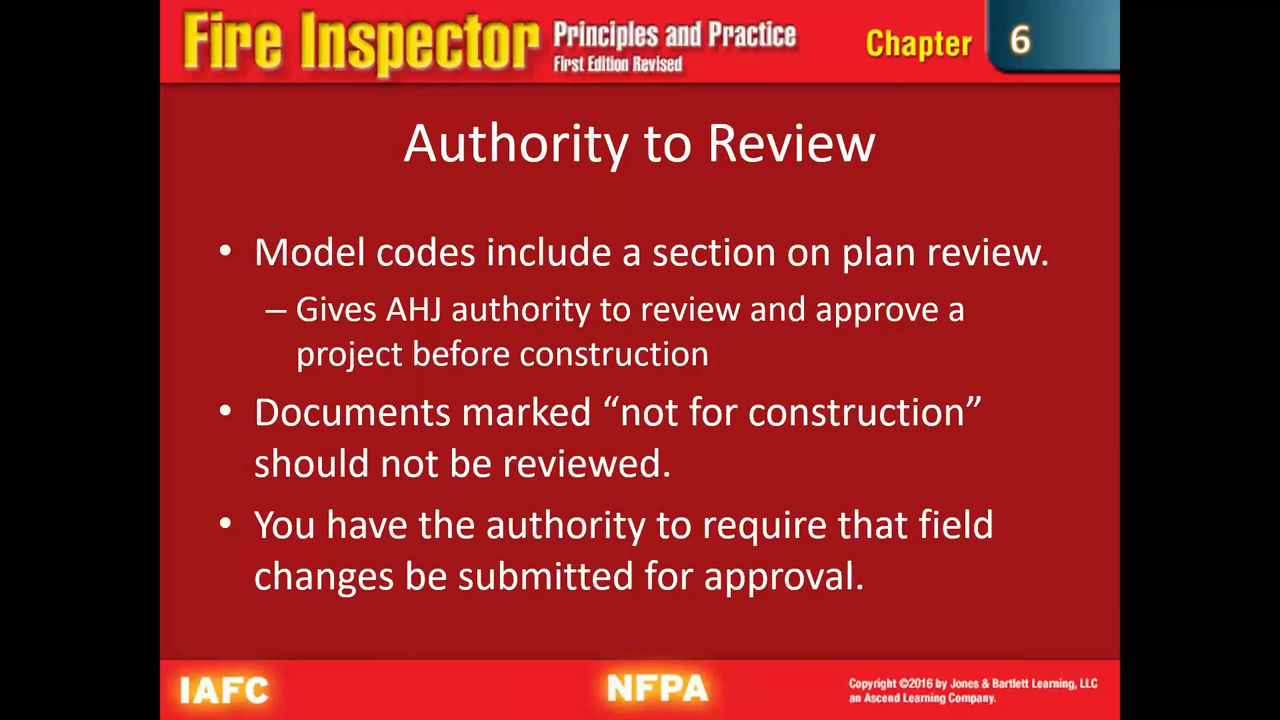 Fire Inspector Principles and Practice
First Edition Revised
Chapter 6
Authority to Review
• Model codes include a section on plan review.
– Gives AHJ authority to review and approve a
project before construction
• Documents marked “not for construction”
should not be reviewed.
• You have the authority to require that field
changes be submitted for approval.
IAFC
NFPA
Copyright ©2016 by Jones & Bartlett Learning, LLC
an Ascend Learning Company.